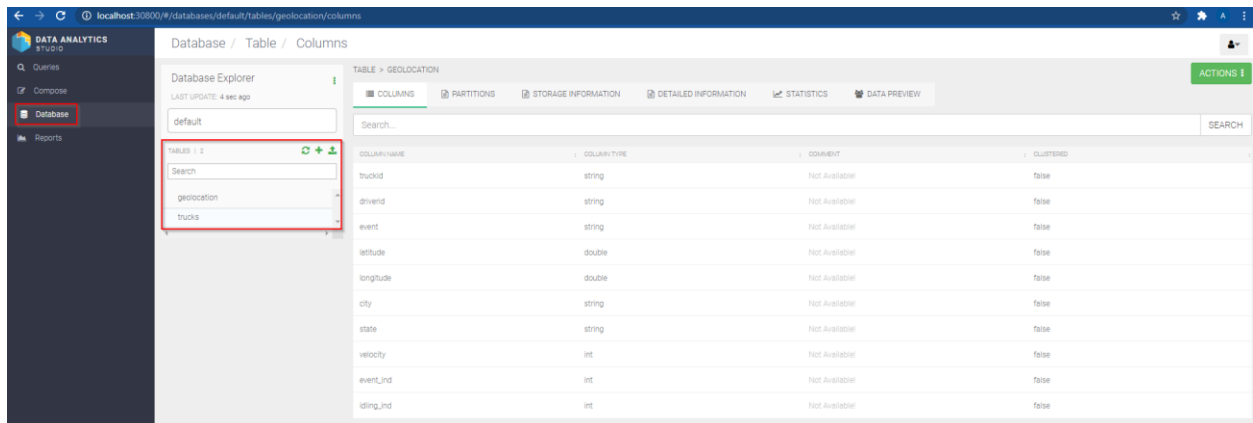 localhost:30800/#/databases/default/tables/geolocation/columns
A
DATA ANALYTICS
STUDIO
Queries
Compose
Database
Reports
Database / Table / Columns
Database Explorer
LAST UPDATE: 4 sec ago
default
TABLES | 2
Search
geolocation
trucks
TABLE > GEOLOCATION
ACTIONS
COLUMNS PARTITIONS STORAGE INFORMATION DETAILED INFORMATION STATISTICS DATA PREVIEW
Search... SEARCH
COLUMN NAME COLUMN TYPE COMMENT CLUSTERED
truckid string Not Available! false
driverid string Not Available! false
event string Not Available! false
latitude double Not Available! false
longitude double Not Available! false
city string Not Available! false
state string Not Available! false
velocity int Not Available! false
event_ind int Not Available! false
idling_ind int Not Available! false